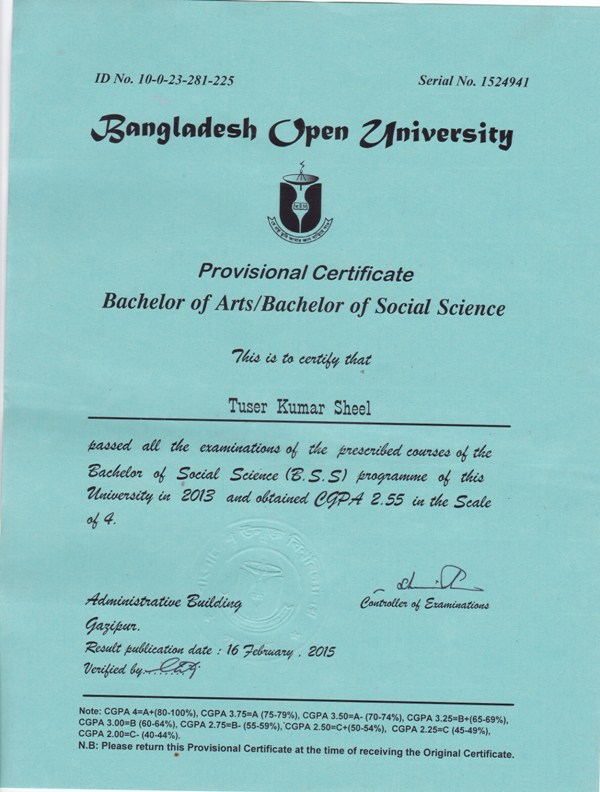 ID No. 10-0-23-281-225 Serial No. 1524941
Bangladesh Open University
Provisional Certificate
Bachelor of Arts/Bachelor of Social Science
This is to certify that
Tuser Kumar Sheel
passed all the examinations of the prescribed courses of the
Bachelor of Social Science (B.S.S) programme of this
University in 2013 and obtained CGPA 2.55 in the Scale
of 4.
Administrative Building
Controller of Examinations
Gazipur.
Result publication date : 16 February . 2015
Verified by
Note: CGPA 4=A+(80-100%), CGPA 3.75=A (75-79%), CGPA 3.50=A- (70-74%), CGPA 3.25=B+(65-69%),
CGPA 3.00=B (60-64%), CGPA 2.75=B- (55-59%), CGPA 2.50=C+(50-54%), CGPA 2.25=C (45-49%),
CGPA 2.00=C- (40-44%).
N.B: Please return this Provisional Certificate at the time of receiving the Original Certificate.